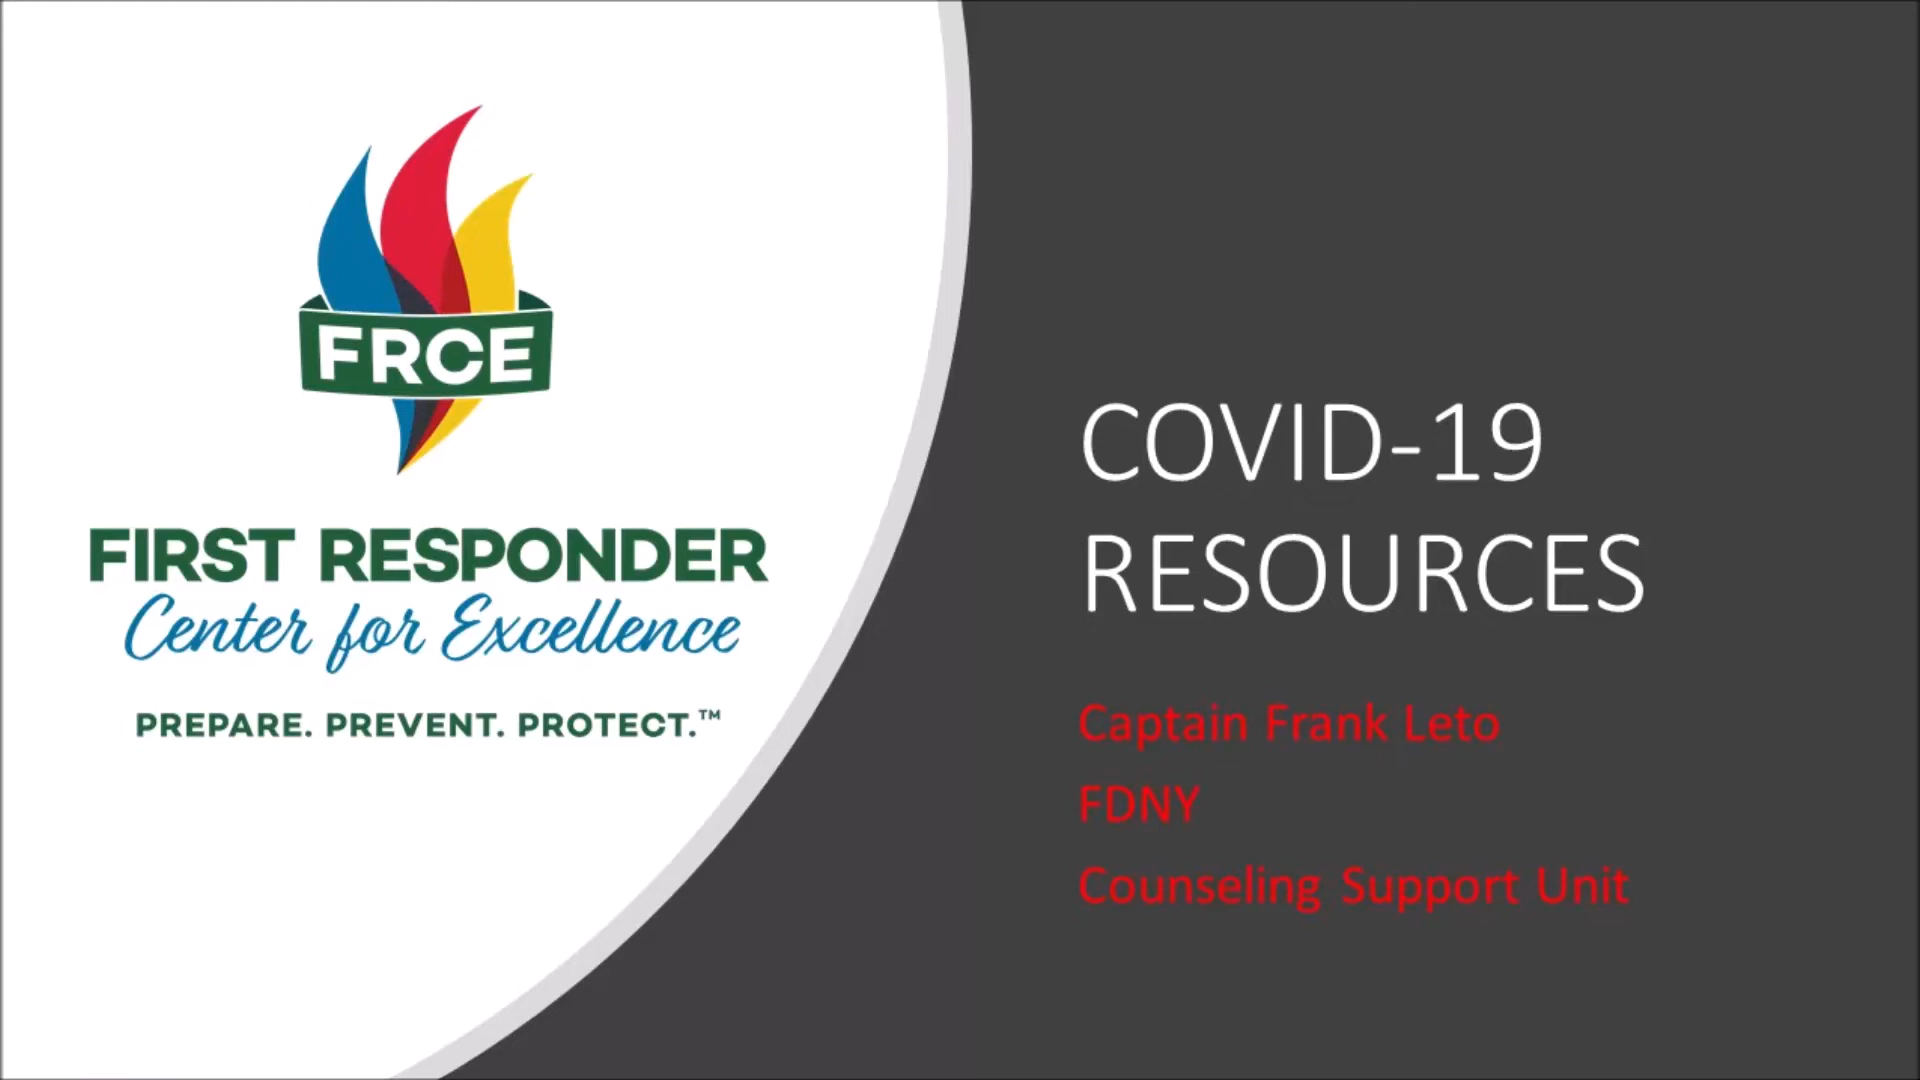 FRCE
FIRST RESPONDER
Center for Excellence
PREPARE. PREVENT. PROTECT.™
COVID-19
RESOURCES
Captain Frank Leto
FDNY
Counseling Support Unit